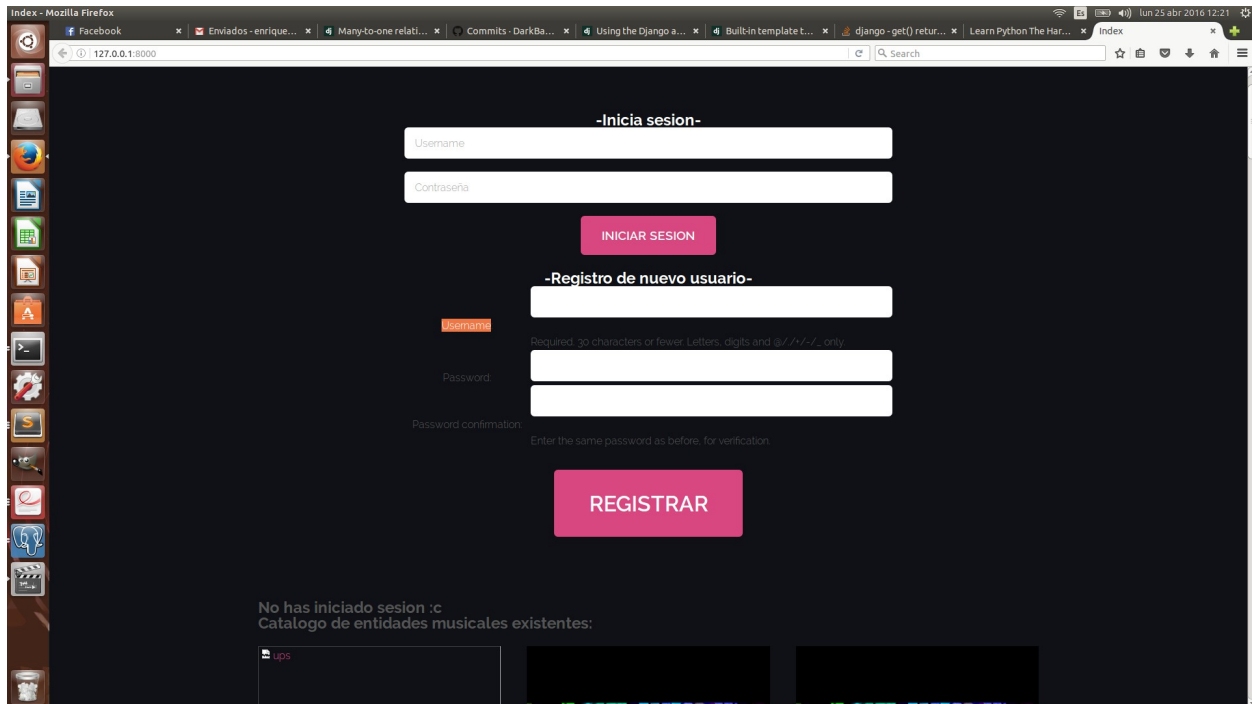 Index - Mozilla Firefox
Es
lun 25 abr 2016 12:21
Facebook
Enviados - enrique...
Many-to-one relati...
Commits - DarkBa...
Using the Django a...
Built-in template t...
django - get() retur...
Learn Python The Har...
Index
127.0.0.1:8000
Search
-Inicia sesion-
Username
Contraseña
INICIAR SESION
-Registro de nuevo usuario-
Username
Required. 30 characters or fewer. Letters, digits and @/./+/-/_ only.
Password
Password confirmation
Enter the same password as before, for verification.
REGISTRAR
No has iniciado sesion :c
Catalogo de entidades musicales existentes:
ups